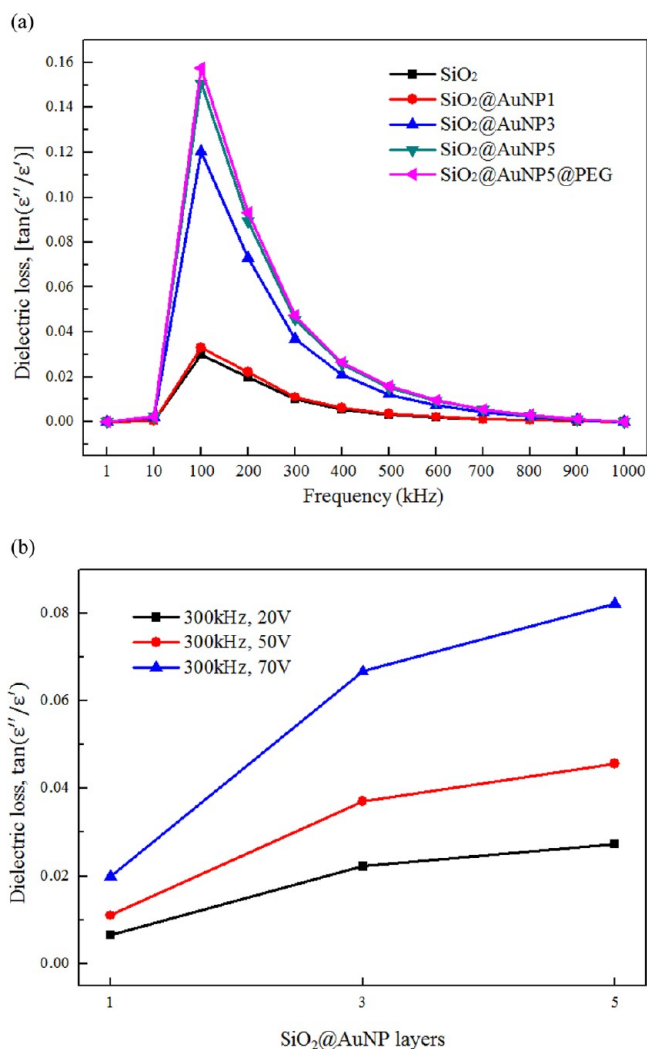 (a)
Dielectric loss, [tan(ε′′/ε′)]
0.16
0.14
0.12
0.10
0.08
0.06
0.04
0.02
0.00
SiO₂
SiO₂@AuNP1
SiO₂@AuNP3
SiO₂@AuNP5
SiO₂@AuNP5@PEG
1 10 100 200 300 400 500 600 700 800 900 1000
Frequency (kHz)
(b)
Dielectric loss, tan(ε′′/ε′)
0.08
0.06
0.04
0.02
0.00
300kHz, 20V
300kHz, 50V
300kHz, 70V
1 3 5
SiO₂@AuNP layers